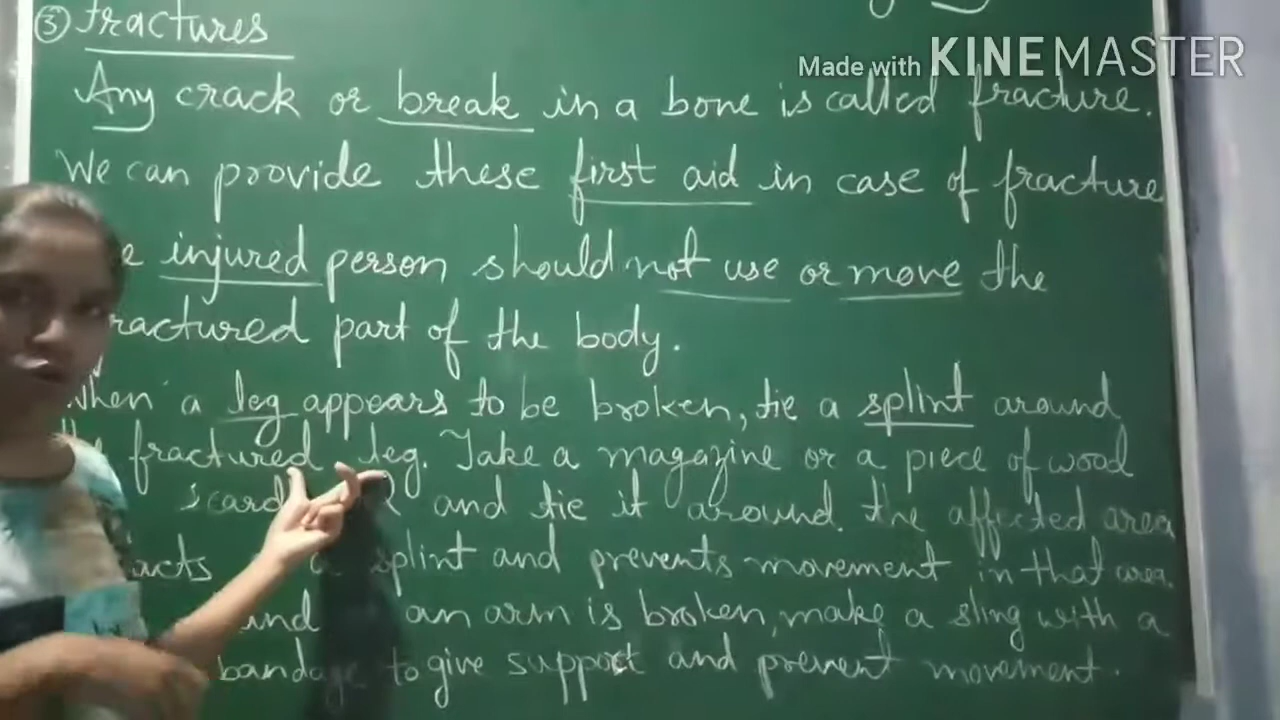 ③ Fractures
Made with KINEMASTER
Any crack or break in a bone is called fracture.
We can provide these first aid in case of fracture
injured person should not use or move the
fractured part of the body.
When a leg appears to be broken, tie a splint around
the fractured leg. Take a magazine or a piece of wood
and tie it around the affected area
acts a splint and prevents movement in that area.
and an arm is broken, make a sling with a
bandage to give support and prevent movement.